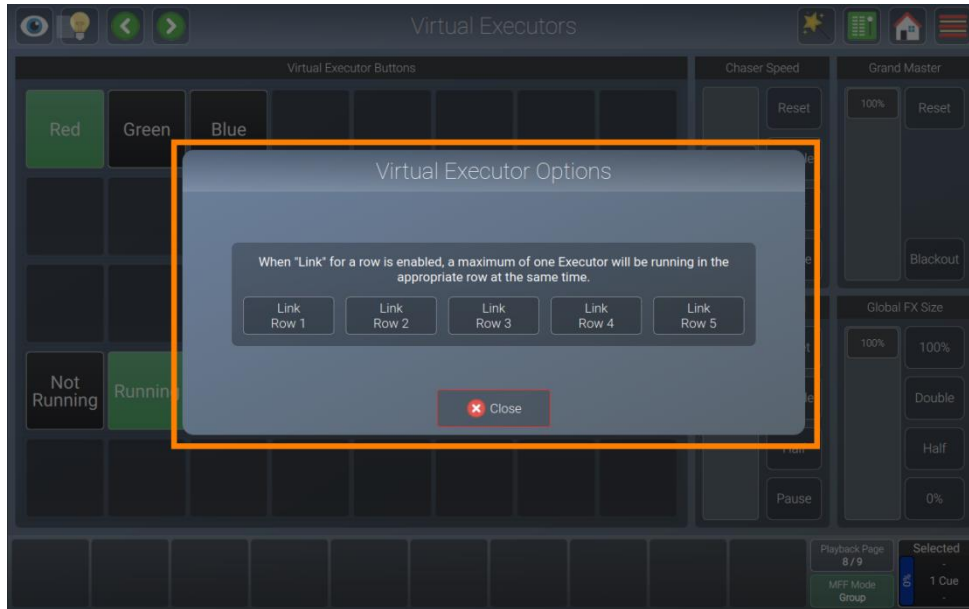 Virtual Executors
Virtual Executor Buttons
Chaser Speed
Grand Master
Red
Green
Blue
Reset
100%
Reset
Blackout
Virtual Executor Options
When "Link" for a row is enabled, a maximum of one Executor will be running in the
appropriate row at the same time.
Link
Row 1
Link
Row 2
Link
Row 3
Link
Row 4
Link
Row 5
Close
Global FX Size
100%
100%
Not
Running
Running
Double
Half
Half
Pause
0%
Playback Page
8 / 9
MFF Mode
Group
Selected
-
0%
1 Cue
-